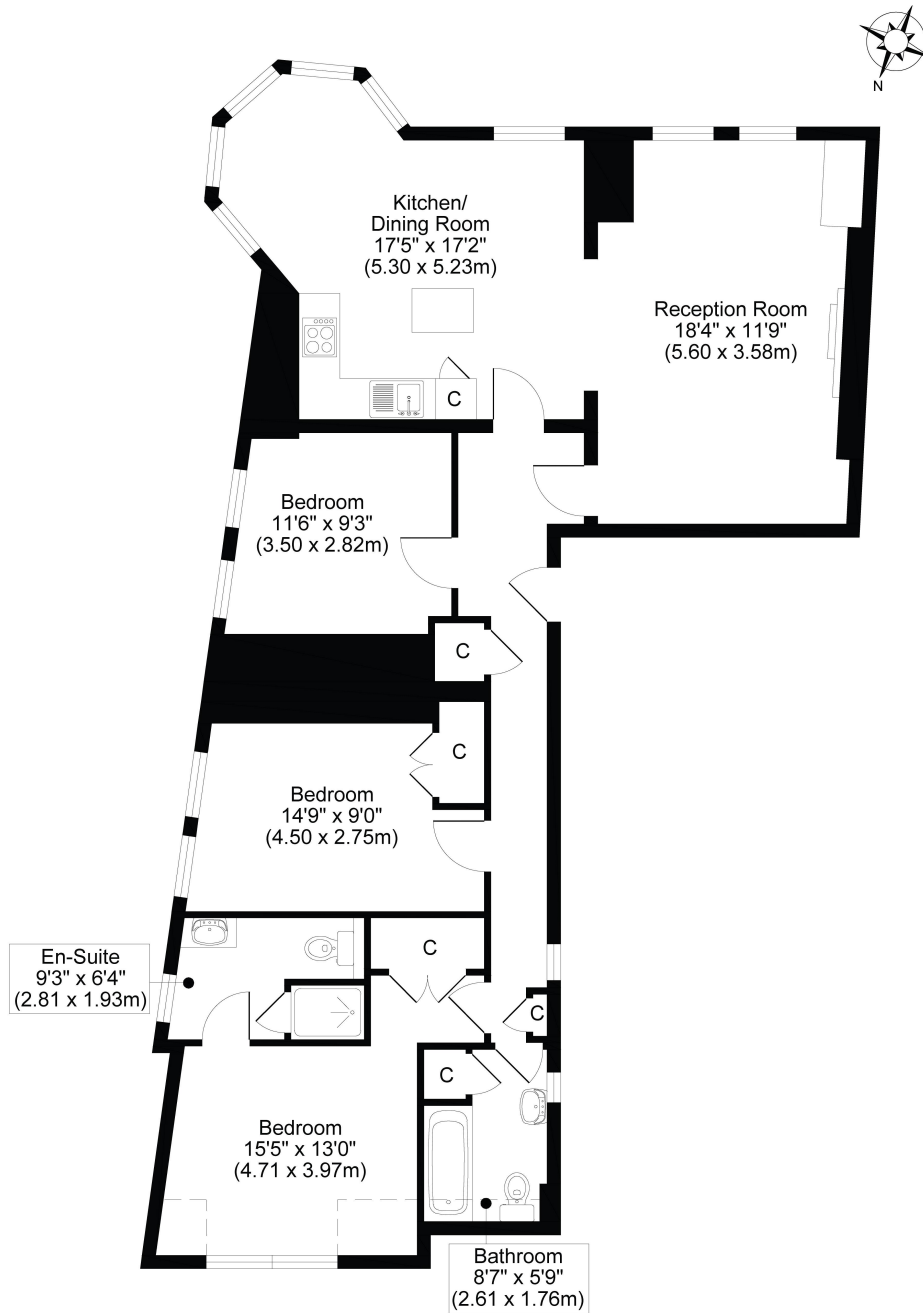 N
Kitchen/
Dining Room
17'5" x 17'2"
(5.30 x 5.23m)
Reception Room
18'4" x 11'9"
(5.60 x 3.58m)
C
Bedroom
11'6" x 9'3"
(3.50 x 2.82m)
C
C
Bedroom
14'9" x 9'0"
(4.50 x 2.75m)
En-Suite
9'3" x 6'4"
(2.81 x 1.93m)
C
C
C
Bedroom
15'5" x 13'0"
(4.71 x 3.97m)
Bathroom
8'7" x 5'9"
(2.61 x 1.76m)